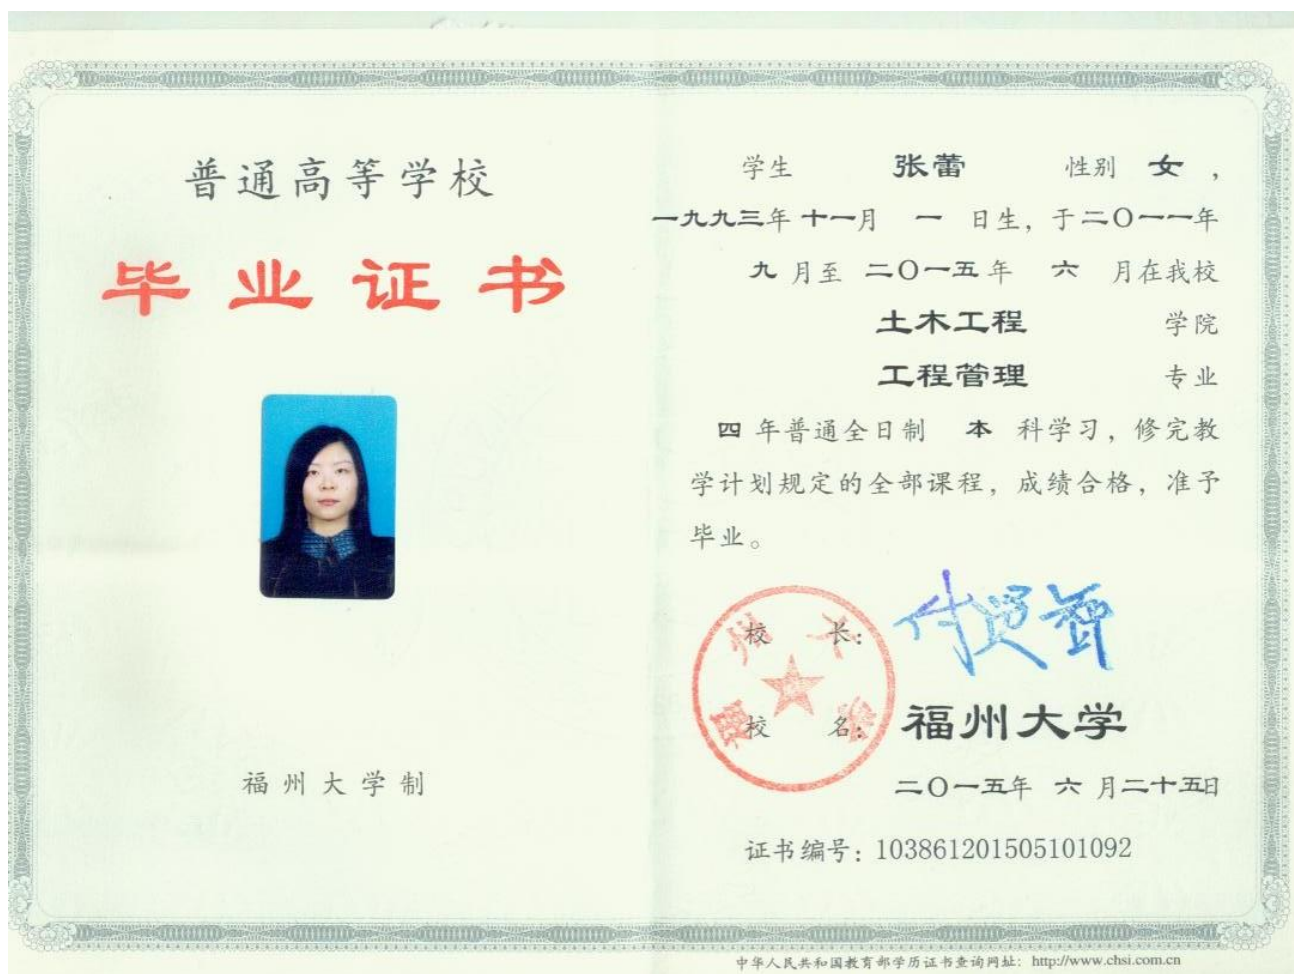 普通高等学校
毕业证书
福州大学制
学生 张蕾 性别 女，
一九九三年十一月 一 日生，于二〇一一年
九 月至 二〇一五年 六 月在我校
土木工程 学院
工程管理 专业
四 年普通全日制 本 科学习，修完教
学计划规定的全部课程，成绩合格，准予
毕业。
校 长：
校 名：福州大学
福州大学
二〇一五年 六 月二十五日
证书编号：103861201505101092
中华人民共和国教育部学历证书查询网址：http://www.chsi.com.cn